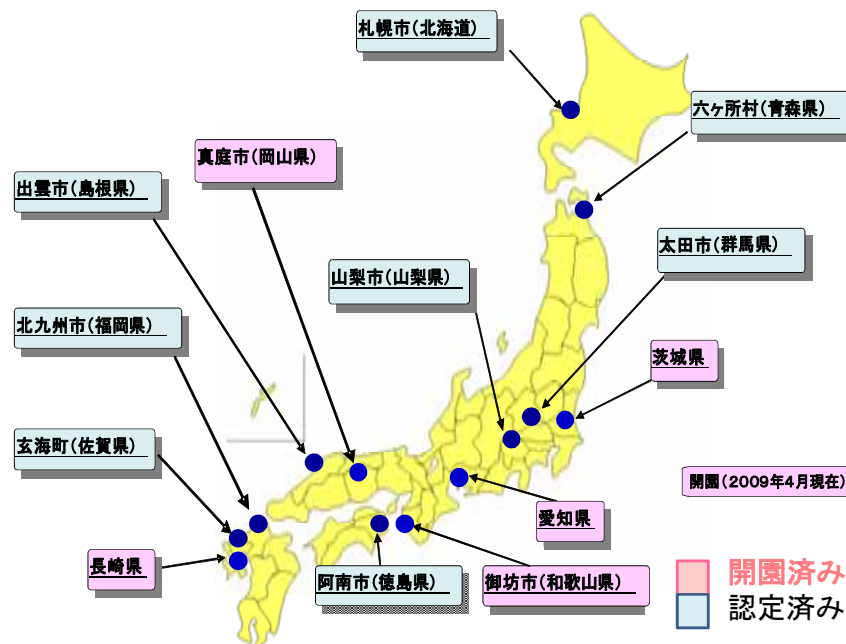 札幌市（北海道）
六ヶ所村（青森県）
真庭市（岡山県）
出雲市（島根県）
太田市（群馬県）
山梨市（山梨県）
北九州市（福岡県）
茨城県
玄海町（佐賀県）
開園（2009年4月現在）
愛知県
長崎県
阿南市（徳島県）
御坊市（和歌山県）
開園済み
認定済み